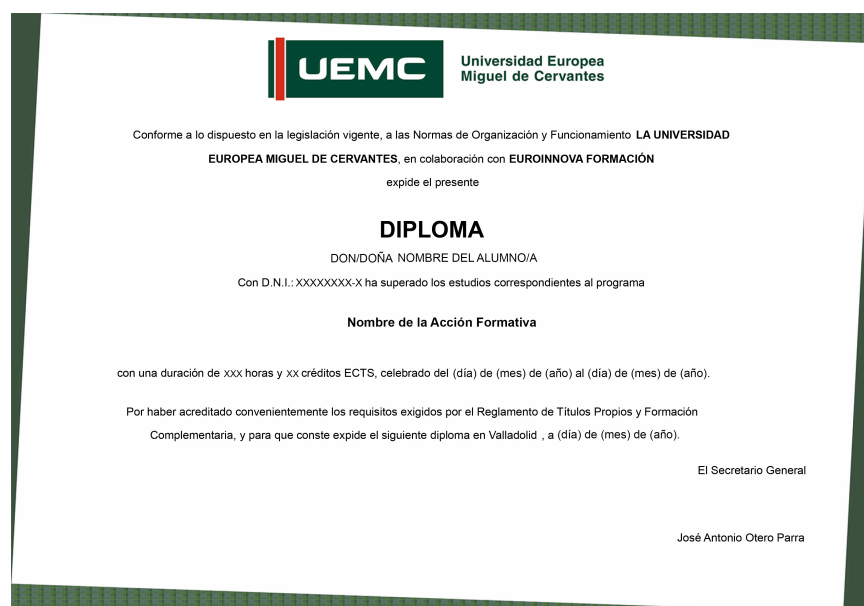 UEMC
Universidad Europea
Miguel de Cervantes
Conforme a lo dispuesto en la legislación vigente, a las Normas de Organización y Funcionamiento LA UNIVERSIDAD
EUROPEA MIGUEL DE CERVANTES, en colaboración con EUROINNOVA FORMACIÓN
expide el presente
DIPLOMA
DON/DOÑA NOMBRE DEL ALUMNO/A
Con D.N.I.: XXXXXXXX-X ha superado los estudios correspondientes al programa
Nombre de la Acción Formativa
con una duración de XXX horas y XX créditos ECTS, celebrado del (día) de (mes) de (año) al (día) de (mes) de (año).
Por haber acreditado convenientemente los requisitos exigidos por el Reglamento de Títulos Propios y Formación
Complementaria, y para que conste expide el siguiente diploma en Valladolid , a (día) de (mes) de (año).
El Secretario General
José Antonio Otero Parra